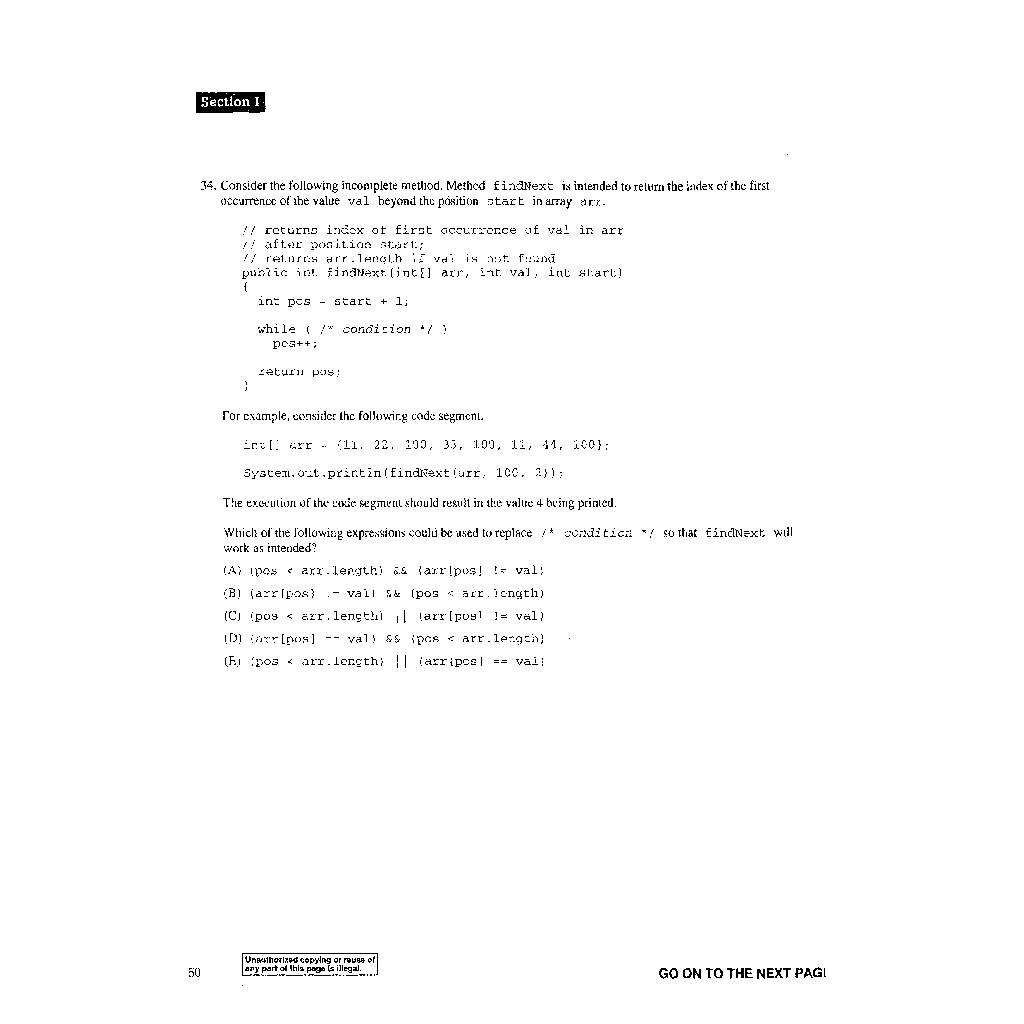 Section I
34. Consider the following incomplete method. Method findNext is intended to return the index of the first
occurrence of the value val beyond the position start in array arr.
// returns index of first occurrence of val in arr
// after position start;
// returns arr.length if val is not found
public int findNext(int[] arr, int val, int start)
{
int pos = start + 1;
while ( /* condition */ )
pos++;
return pos;
}
For example, consider the following code segment.
int[] arr = {11, 22, 100, 33, 100, 11, 44, 100};
System.out.println(findNext(arr, 100, 2));
The execution of the code segment should result in the value 4 being printed.
Which of the following expressions could be used to replace /* condition */ so that findNext will
work as intended?
(A) (pos < arr.length) && (arr[pos] != val)
(B) (arr[pos] != val) && (pos < arr.length)
(C) (pos < arr.length) || (arr[pos] != val)
(D) (arr[pos] == val) && (pos < arr.length)
(E) (pos < arr.length) || (arr[pos] == val)
Unauthorized copying or reuse of
any part of this page is illegal.
50
GO ON TO THE NEXT PAGE